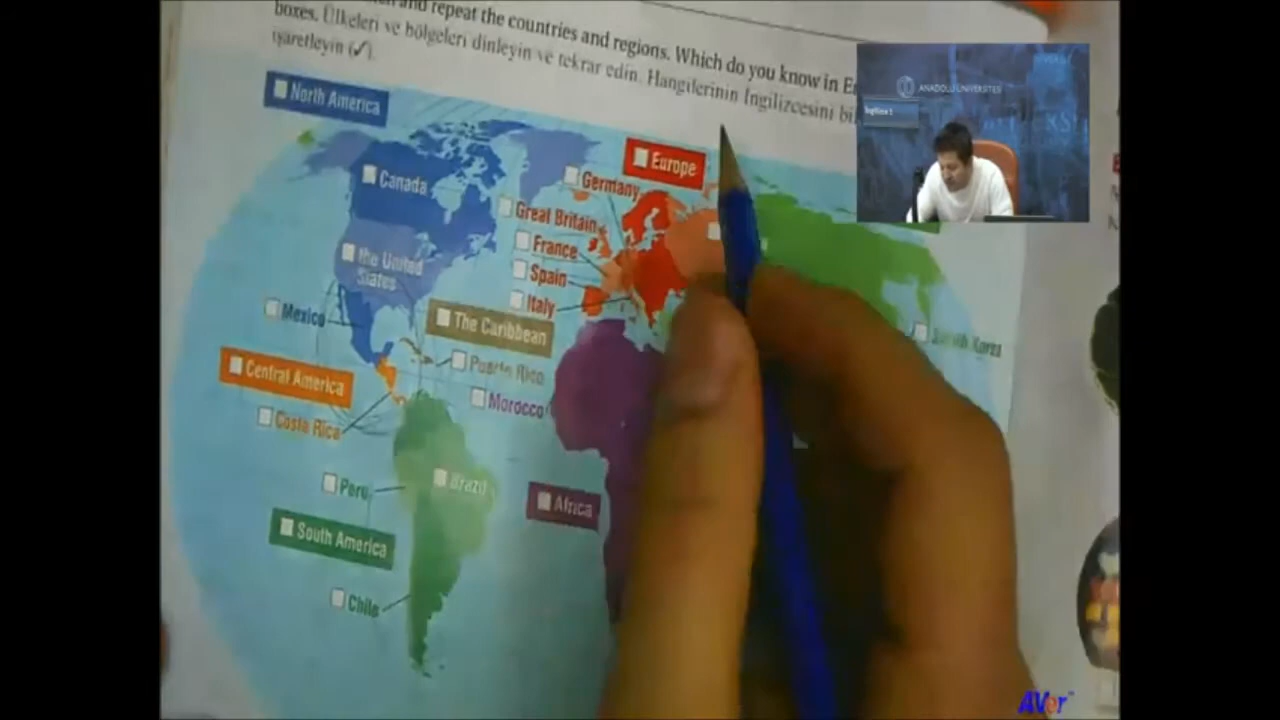 and repeat the countries and regions. Which do you know in
boxes. Ülkeleri ve bölgeleri dinleyin ve tekrar edin. Hangilerinin İngilizcesini
işaretleyin (✓).
North America
Europe
Canada
Germany
Great Britain
the United
States
France
Spain
Italy
Mexico
The Caribbean
South Korea
Puerto Rico
Central America
Morocco
Costa Rica
Peru
Brazil
Africa
South America
Chile
ANADOLU ÜNİVERSİTESİ
AVer